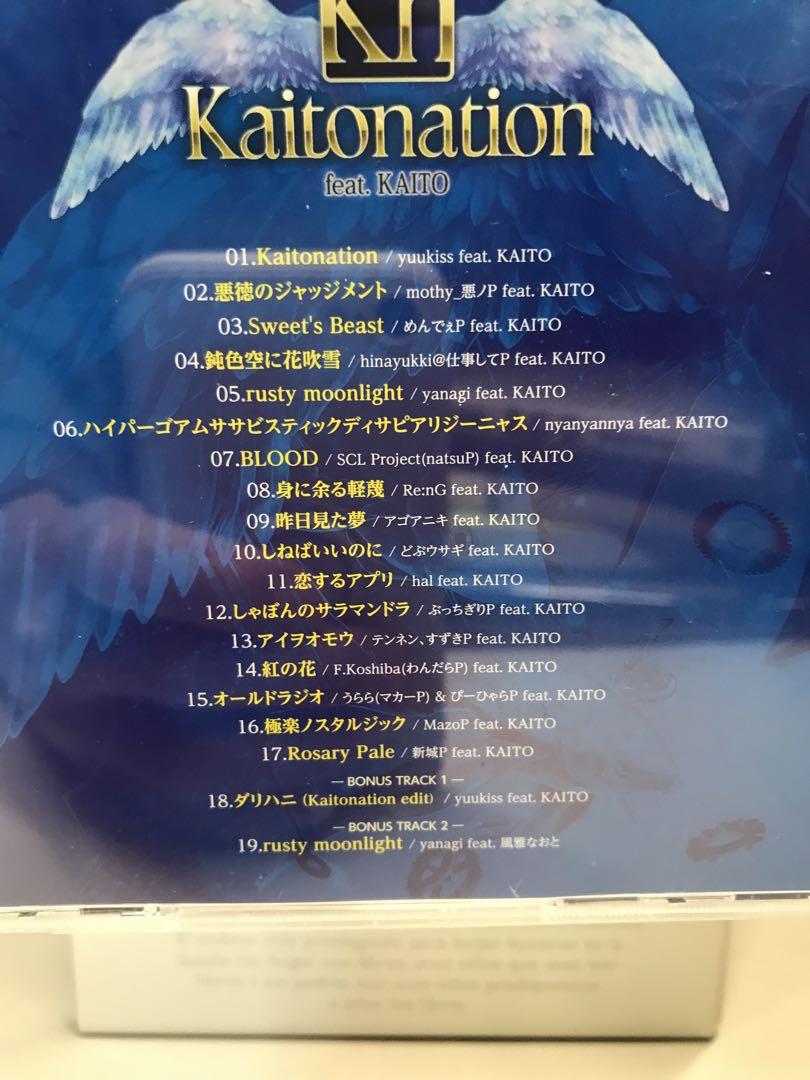 Kn
Kaitonation
feat. KAITO
01.Kaitonation / yuukiss feat. KAITO
02.悪徳のジャッジメント / mothy_悪ノP feat. KAITO
03.Sweet's Beast / めんでぇP feat. KAITO
04.鈍色空に花吹雪 / hinayukki@仕事してP feat. KAITO
05.rusty moonlight / yanagi feat. KAITO
06.ハイパーゴアムササビスティックディサピアリジーニャス / nyanyannya feat. KAITO
07.BLOOD / SCL Project(natsuP) feat. KAITO
08.身に余る軽蔑 / Re:nG feat. KAITO
09.昨日見た夢 / アゴアニキ feat. KAITO
10.しねばいいのに / どぶウサギ feat. KAITO
11.恋するアプリ / hal feat. KAITO
12.しゃぼんのサラマンドラ / ぶっちぎりP feat. KAITO
13.アイヲオモウ / テンネン、すずきP feat. KAITO
14.紅の花 / F.Koshiba(わんだらP) feat. KAITO
15.オールドラジオ / うらら(マカーP) & ぴーひゃらP feat. KAITO
16.極楽ノスタルジック / MazoP feat. KAITO
17.Rosary Pale / 新城P feat. KAITO
— BONUS TRACK 1 —
18.ダリハニ (Kaitonation edit) / yuukiss feat. KAITO
— BONUS TRACK 2 —
19.rusty moonlight / yanagi feat. 風雅なおと